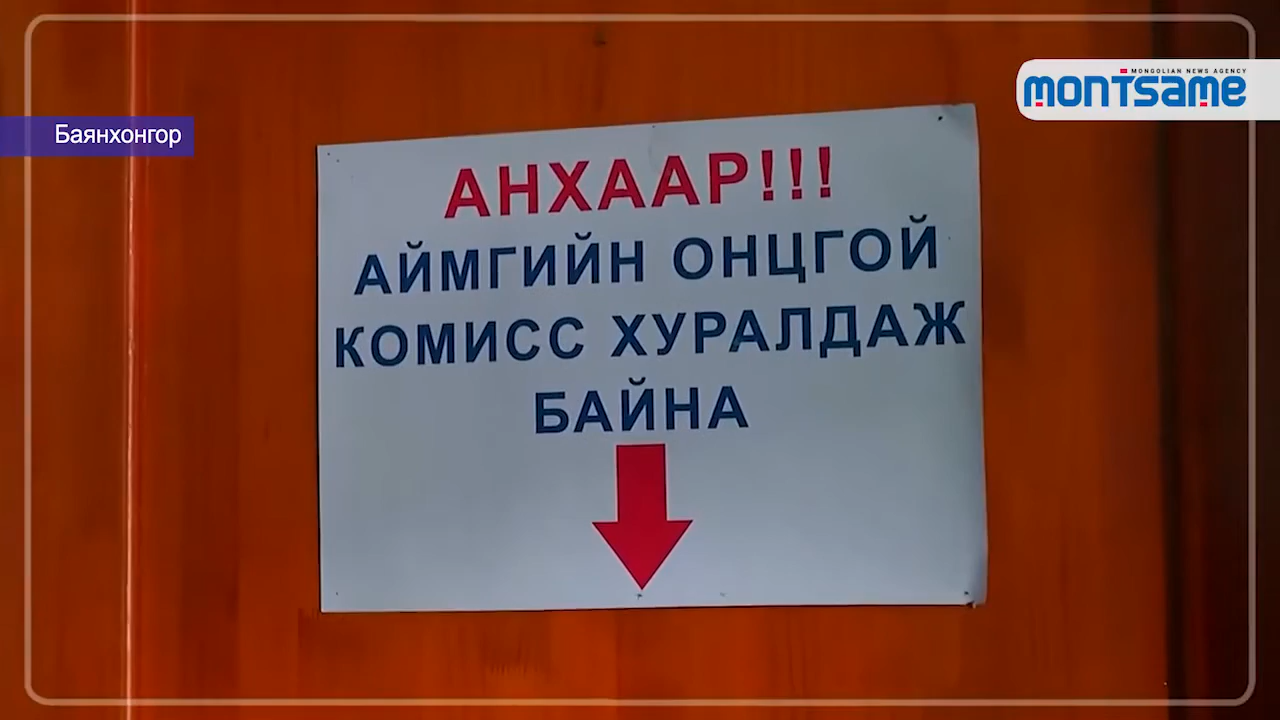 MONGOLIAN NEWS AGENCY
MONTSAME
Баянхонгор
АНХААР!!!
АЙМГИЙН ОНЦГОЙ
КОМИСС ХУРАЛДАЖ
БАЙНА